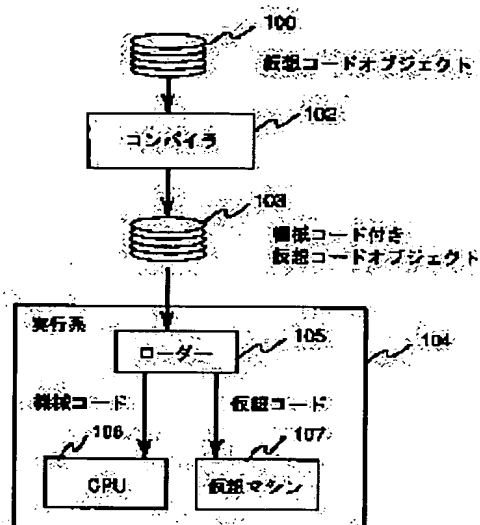 100
仮想コードオブジェクト
102
コンパイラ
103
機械コード付き
仮想コードオブジェクト
実行系
ローダー
105
104
機械コード
仮想コード
106
107
CPU
仮想マシン